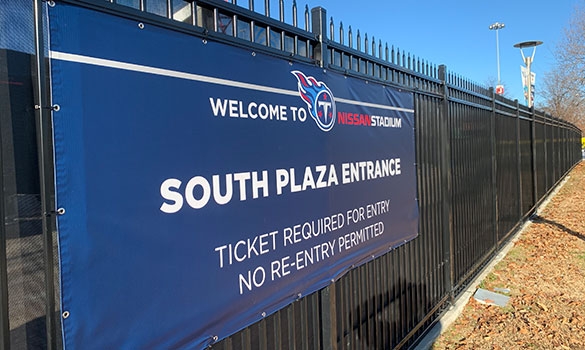 WELCOME TO T NISSAN STADIUM
SOUTH PLAZA ENTRANCE
TICKET REQUIRED FOR ENTRY
NO RE-ENTRY PERMITTED